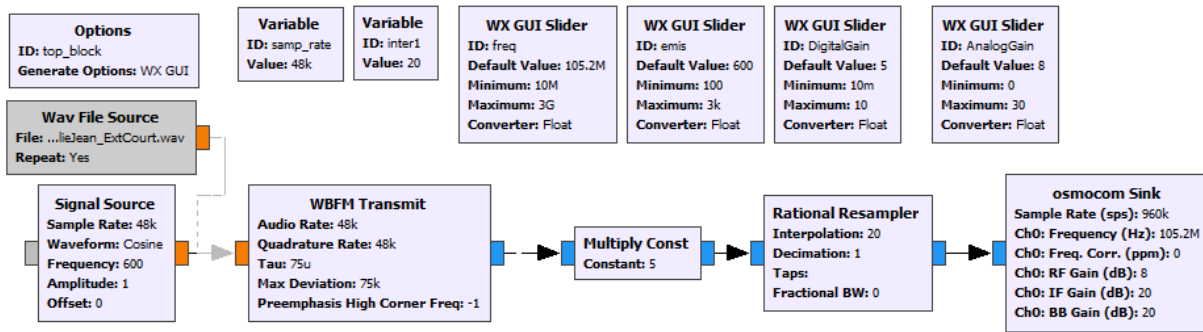 Options
ID: top_block
Generate Options: WX GUI
Variable
ID: samp_rate
Value: 48k
Variable
ID: inter1
Value: 20
WX GUI Slider
ID: freq
Default Value: 105.2M
Minimum: 10M
Maximum: 3G
Converter: Float
WX GUI Slider
ID: emis
Default Value: 600
Minimum: 100
Maximum: 3k
Converter: Float
WX GUI Slider
ID: DigitalGain
Default Value: 5
Minimum: 10m
Maximum: 10
Converter: Float
WX GUI Slider
ID: AnalogGain
Default Value: 8
Minimum: 0
Maximum: 30
Converter: Float
Wav File Source
File: ...lieJean_ExtCourt.wav
Repeat: Yes
Signal Source
Sample Rate: 48k
Waveform: Cosine
Frequency: 600
Amplitude: 1
Offset: 0
WBFM Transmit
Audio Rate: 48k
Quadrature Rate: 48k
Tau: 75u
Max Deviation: 75k
Preemphasis High Corner Freq: -1
Multiply Const
Constant: 5
Rational Resampler
Interpolation: 20
Decimation: 1
Taps:
Fractional BW: 0
osmocom Sink
Sample Rate (sps): 960k
Ch0: Frequency (Hz): 105.2M
Ch0: Freq. Corr. (ppm): 0
Ch0: RF Gain (dB): 8
Ch0: IF Gain (dB): 20
Ch0: BB Gain (dB): 20